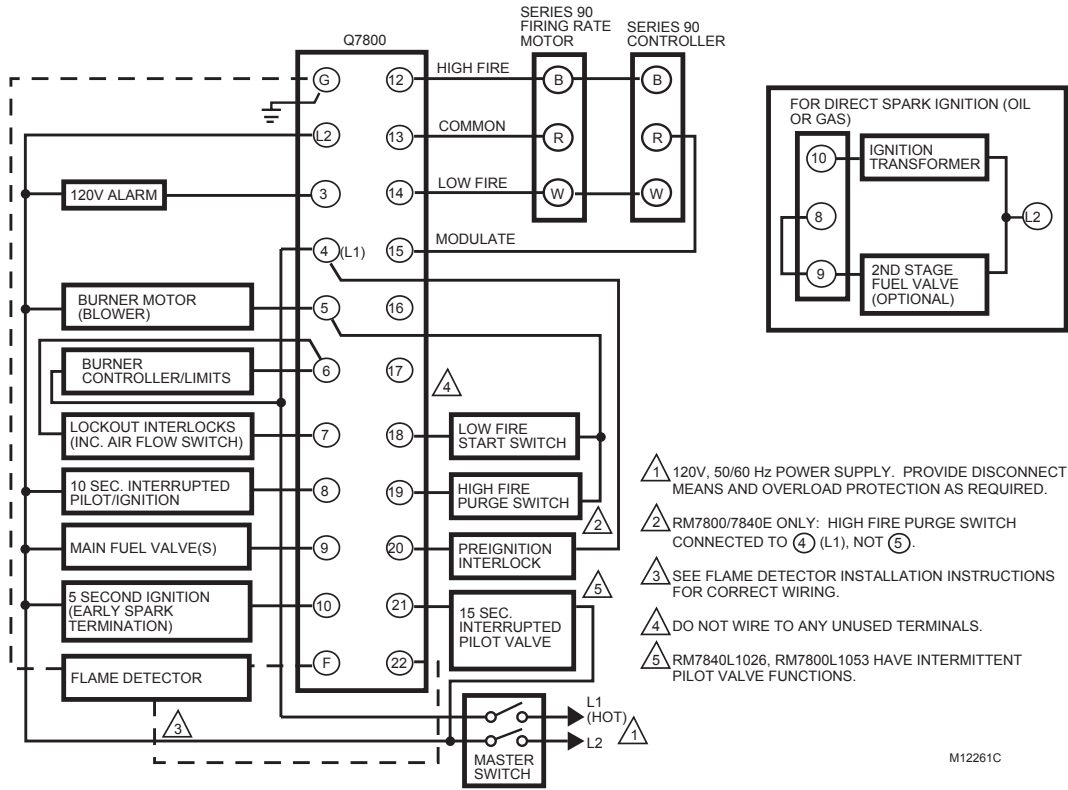 SERIES 90
FIRING RATE
MOTOR
SERIES 90
CONTROLLER
Q7800
G
12
HIGH FIRE
B
B
L2
13
COMMON
R
R
120V ALARM
3
14
LOW FIRE
W
W
4
(L1)
15
MODULATE
BURNER MOTOR
(BLOWER)
5
16
BURNER
CONTROLLER/LIMITS
6
17
4
LOCKOUT INTERLOCKS
(INC. AIR FLOW SWITCH)
7
18
LOW FIRE
START SWITCH
10 SEC. INTERRUPTED
PILOT/IGNITION
8
19
HIGH FIRE
PURGE SWITCH
2
MAIN FUEL VALVE(S)
9
20
PREIGNITION
INTERLOCK
5
5 SECOND IGNITION
(EARLY SPARK
TERMINATION)
10
21
15 SEC.
INTERRUPTED
PILOT VALVE
FLAME DETECTOR
F
22
3
L1
(HOT)
1
L2
MASTER
SWITCH
FOR DIRECT SPARK IGNITION (OIL
OR GAS)
10
IGNITION
TRANSFORMER
8
L2
9
2ND STAGE
FUEL VALVE
(OPTIONAL)
1 120V, 50/60 Hz POWER SUPPLY. PROVIDE DISCONNECT
MEANS AND OVERLOAD PROTECTION AS REQUIRED.
2 RM7800/7840E ONLY: HIGH FIRE PURGE SWITCH
CONNECTED TO 4 (L1), NOT 5.
3 SEE FLAME DETECTOR INSTALLATION INSTRUCTIONS
FOR CORRECT WIRING.
4 DO NOT WIRE TO ANY UNUSED TERMINALS.
5 RM7840L1026, RM7800L1053 HAVE INTERMITTENT
PILOT VALVE FUNCTIONS.
M12261C